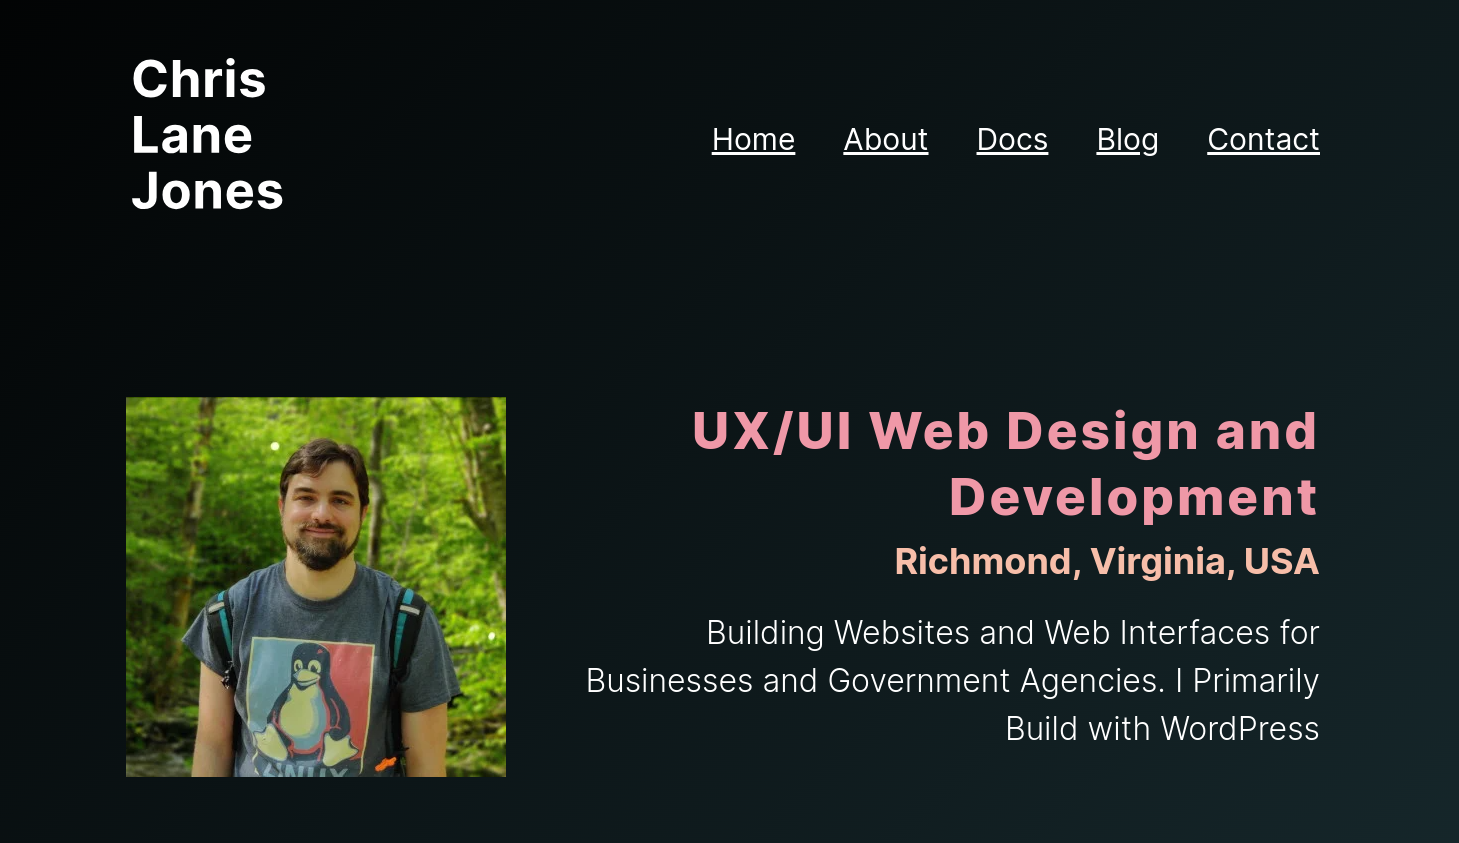 Chris
Lane
Jones
Home About Docs Blog Contact
UX/UI Web Design and
Development
Richmond, Virginia, USA
Building Websites and Web Interfaces for
Businesses and Government Agencies. I Primarily
Build with WordPress
LINUX